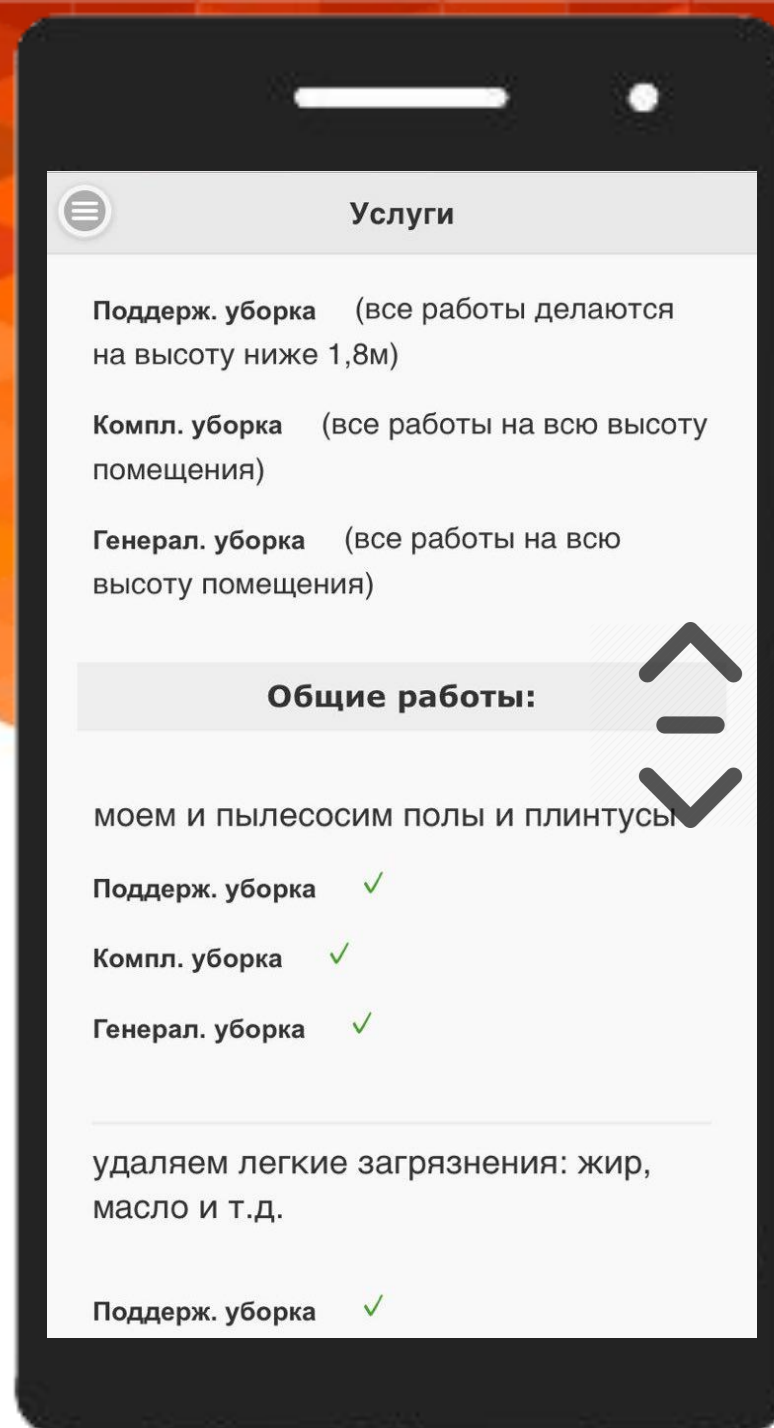 Услуги
Поддерж. уборка (все работы делаются
на высоту ниже 1,8м)
Компл. уборка (все работы на всю высоту
помещения)
Генерал. уборка (все работы на всю
высоту помещения)
Общие работы:
моем и пылесосим полы и плинтусы
Поддерж. уборка ✓
Компл. уборка ✓
Генерал. уборка ✓
удаляем легкие загрязнения: жир,
масло и т.д.
Поддерж. уборка ✓